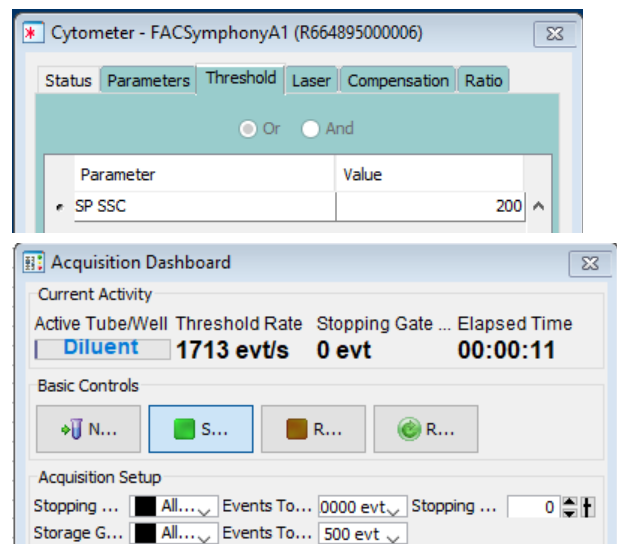 Cytometer - FACSymphonyA1 (R664895000006)
Status Parameters Threshold Laser Compensation Ratio
Or And
Parameter Value
SP SSC 200
Acquisition Dashboard
Current Activity
Active Tube/Well Threshold Rate Stopping Gate ... Elapsed Time
Diluent 1713 evt/s 0 evt 00:00:11
Basic Controls
N... S... R... R...
Acquisition Setup
Stopping ... All... Events To... 0000 evt Stopping ... 0
Storage G... All... Events To... 500 evt